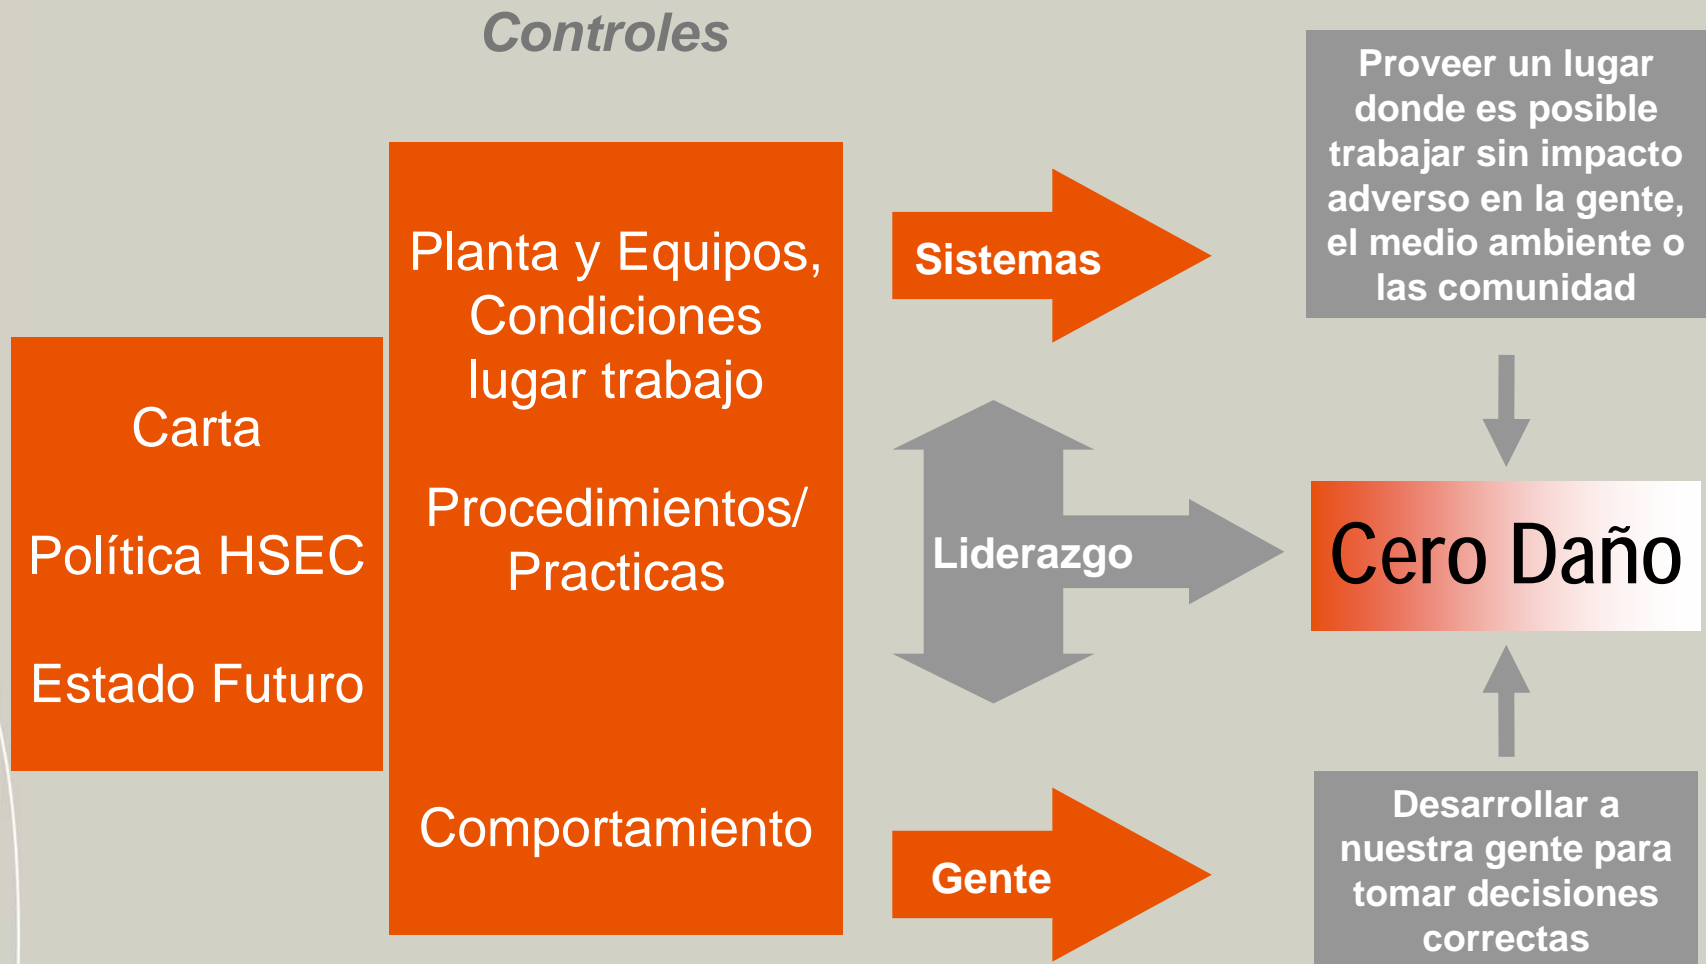 Controles
Carta
Política HSEC
Estado Futuro
Planta y Equipos,
Condiciones
lugar trabajo
Procedimientos/
Practicas
Comportamiento
Sistemas
Liderazgo
Gente
Proveer un lugar
donde es posible
trabajar sin impacto
adverso en la gente,
el medio ambiente o
las comunidad
Cero Daño
Desarrollar a
nuestra gente para
tomar decisiones
correctas